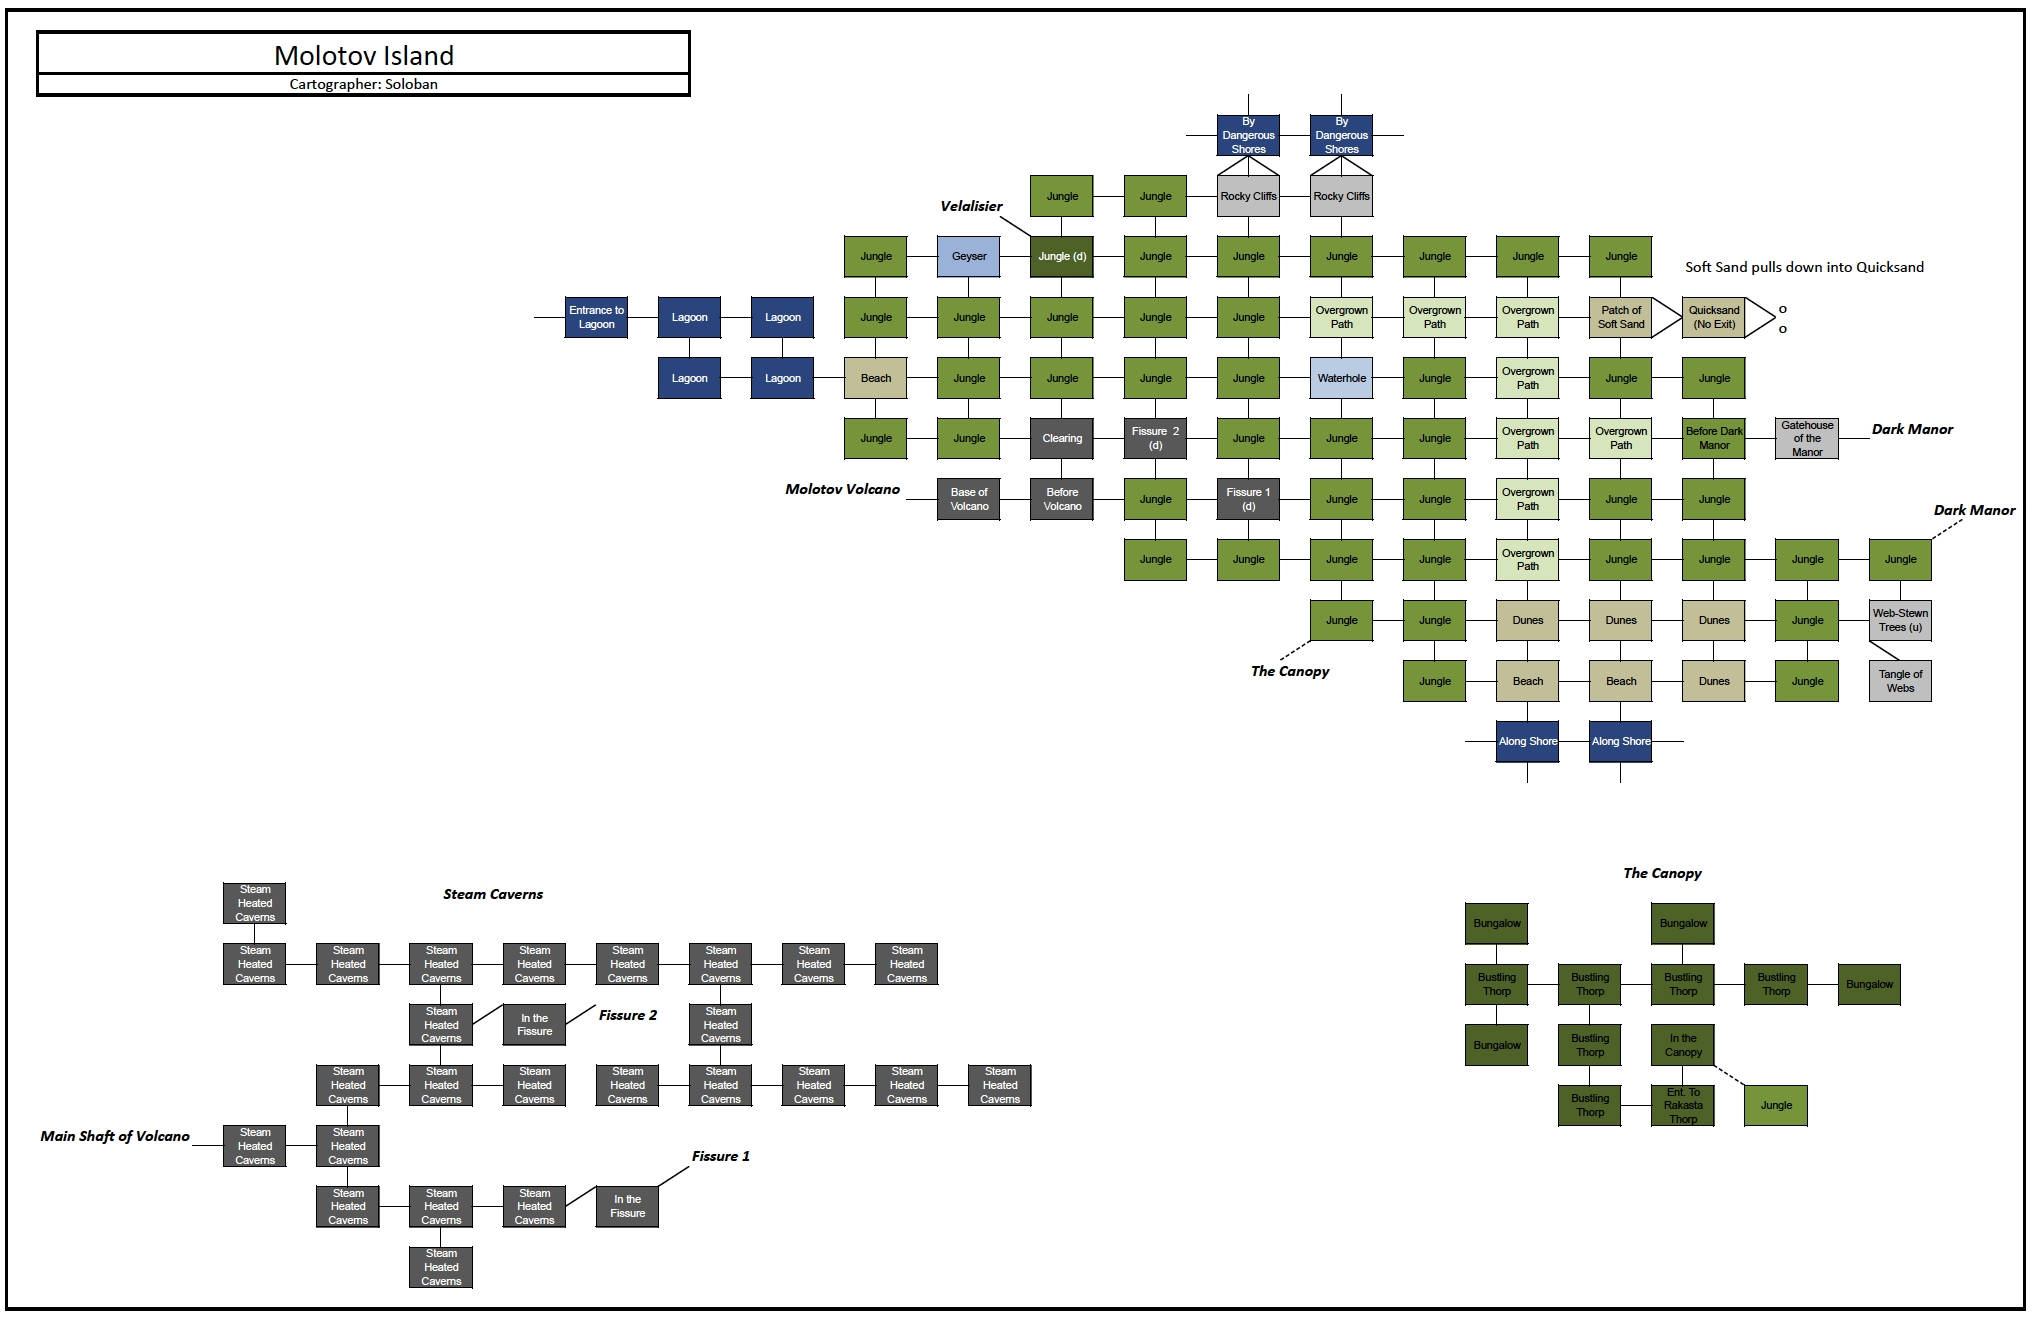 Molotov Island
Cartographer: Soloban
By
Dangerous
Shores
By
Dangerous
Shores
Jungle
Jungle
Rocky Cliffs
Rocky Cliffs
Velalisier
Jungle
Geyser
Jungle (d)
Jungle
Jungle
Jungle
Jungle
Jungle
Jungle
Soft Sand pulls down into Quicksand
Entrance to
Lagoon
Lagoon
Lagoon
Jungle
Jungle
Jungle
Jungle
Jungle
Overgrown
Path
Overgrown
Path
Overgrown
Path
Patch of
Soft Sand
Quicksand
(No Exit)
o
o
Lagoon
Lagoon
Beach
Jungle
Jungle
Jungle
Jungle
Waterhole
Jungle
Overgrown
Path
Jungle
Jungle
Jungle
Jungle
Clearing
Fissure 2
(d)
Jungle
Jungle
Jungle
Overgrown
Path
Overgrown
Path
Before Dark
Manor
Gatehouse
of the
Manor
Dark Manor
Molotov Volcano
Base of
Volcano
Before
Volcano
Jungle
Fissure 1
(d)
Jungle
Jungle
Overgrown
Path
Jungle
Jungle
Dark Manor
Jungle
Jungle
Jungle
Jungle
Overgrown
Path
Jungle
Jungle
Jungle
Jungle
Jungle
Jungle
Dunes
Dunes
Dunes
Jungle
Web-Stewn
Trees (u)
The Canopy
Jungle
Beach
Beach
Dunes
Jungle
Tangle of
Webs
Along Shore
Along Shore
Steam Caverns
Steam
Heated
Caverns
Steam
Heated
Caverns
Steam
Heated
Caverns
Steam
Heated
Caverns
Steam
Heated
Caverns
Steam
Heated
Caverns
Steam
Heated
Caverns
Steam
Heated
Caverns
Steam
Heated
Caverns
Steam
Heated
Caverns
In the
Fissure
Fissure 2
Steam
Heated
Caverns
Steam
Heated
Caverns
Steam
Heated
Caverns
Steam
Heated
Caverns
Steam
Heated
Caverns
Steam
Heated
Caverns
Steam
Heated
Caverns
Steam
Heated
Caverns
Steam
Heated
Caverns
Main Shaft of Volcano
Steam
Heated
Caverns
Steam
Heated
Caverns
Fissure 1
Steam
Heated
Caverns
Steam
Heated
Caverns
Steam
Heated
Caverns
In the
Fissure
Steam
Heated
Caverns
The Canopy
Bungalow
Bungalow
Bustling
Thorp
Bustling
Thorp
Bustling
Thorp
Bustling
Thorp
Bungalow
Bungalow
Bustling
Thorp
In the
Canopy
Bustling
Thorp
Ent. To
Rakasta
Thorp
Jungle